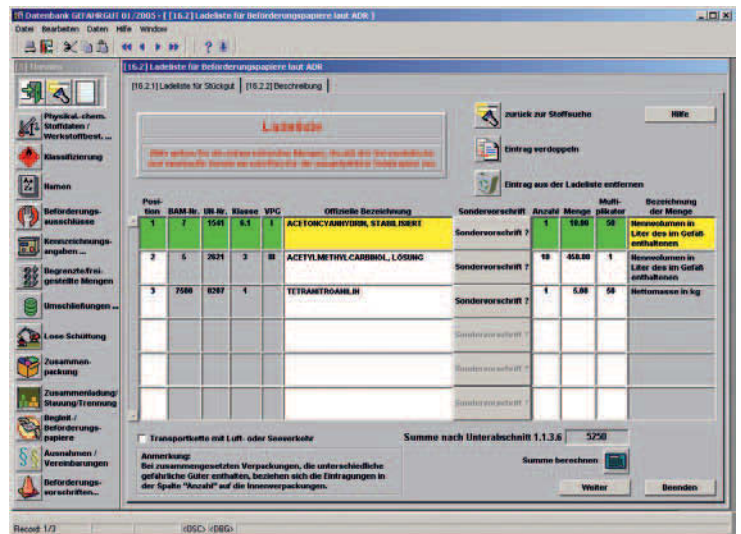 Datenbank GEFAHRGUT 01/2005 - [ [16.2] Ladeliste für Beförderungspapiere laut ADR ]
Datei Bearbeiten Daten Hilfe Window
[16.2] Ladeliste für Beförderungspapiere laut ADR
[16.2.1] Ladeliste für Stückgut [16.2.2] Beschreibung
Physikal.-chem.
Stoffdaten /
Werkstoffbest. ...
Klassifizierung
Namen
Beförderungs-
ausschlüsse
Kennzeichnungs-
angaben ...
Begrenzte/frei-
gestellte Mengen
Umschließungen ...
Lose Schüttung
Zusammen-
packung
Zusammenladung/
Stauung/Trennung
Begleit-/
Beförderungs-
papiere
Ausnahmen /
Vereinbarungen
Beförderungs-
vorschriften...
Ladeliste
zurück zur Stoffsuche
Hilfe
Eintrag verdoppeln
Eintrag aus der Ladeliste entfernen
Posi-
tion BAM-Nr. UN-Nr. Klasse VPG Offizielle Bezeichnung Sondervorschrift Anzahl Menge Multi-
plikator Bezeichnung
der Menge
1 7 1541 6.1 I ACETONCYANHYDRIN, STABILISIERT Sondervorschrift ? 1 10.00 50 Nennvolumen in
Liter des im Gefäß
enthaltenen
2 5 2621 3 III ACETYLMETHYLCARBINOL, LÖSUNG Sondervorschrift ? 10 450.00 1 Nennvolumen in
Liter des im Gefäß
enthaltenen
3 7500 0207 1 TETRANITROANILIN Sondervorschrift ? 1 5.00 50 Nettomasse in kg
Sondervorschrift ?
Sondervorschrift ?
Sondervorschrift ?
Transportkette mit Luft- oder Seeverkehr
Summe nach Unterabschnitt 1.1.3.6 5250
Anmerkung:
Bei zusammengesetzten Verpackungen, die unterschiedliche
gefährliche Güter enthalten, beziehen sich die Eintragungen in
der Spalte "Anzahl" auf die Innenverpackungen.
Summe berechnen
Weiter
Beenden
Record: 1/3 <OSC> <DBG>